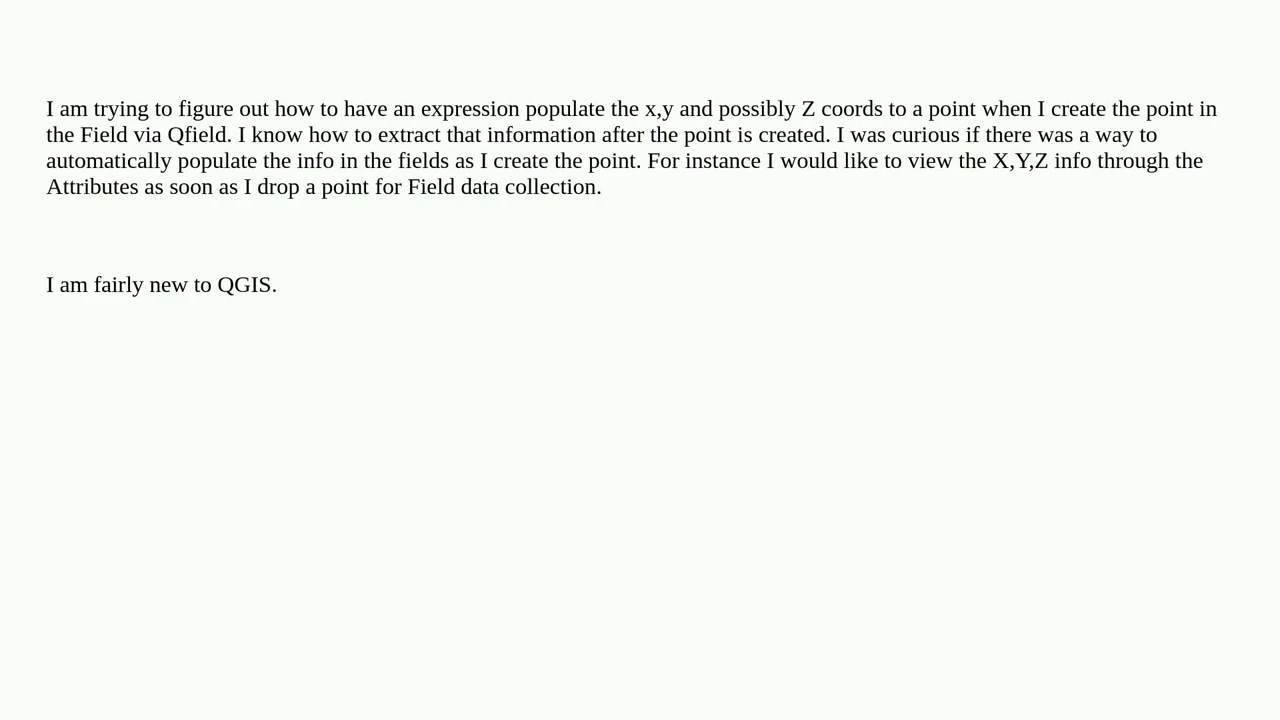 I am trying to figure out how to have an expression populate the x,y and possibly Z coords to a point when I create the point in
the Field via Qfield. I know how to extract that information after the point is created. I was curious if there was a way to
automatically populate the info in the fields as I create the point. For instance I would like to view the X,Y,Z info through the
Attributes as soon as I drop a point for Field data collection.
I am fairly new to QGIS.